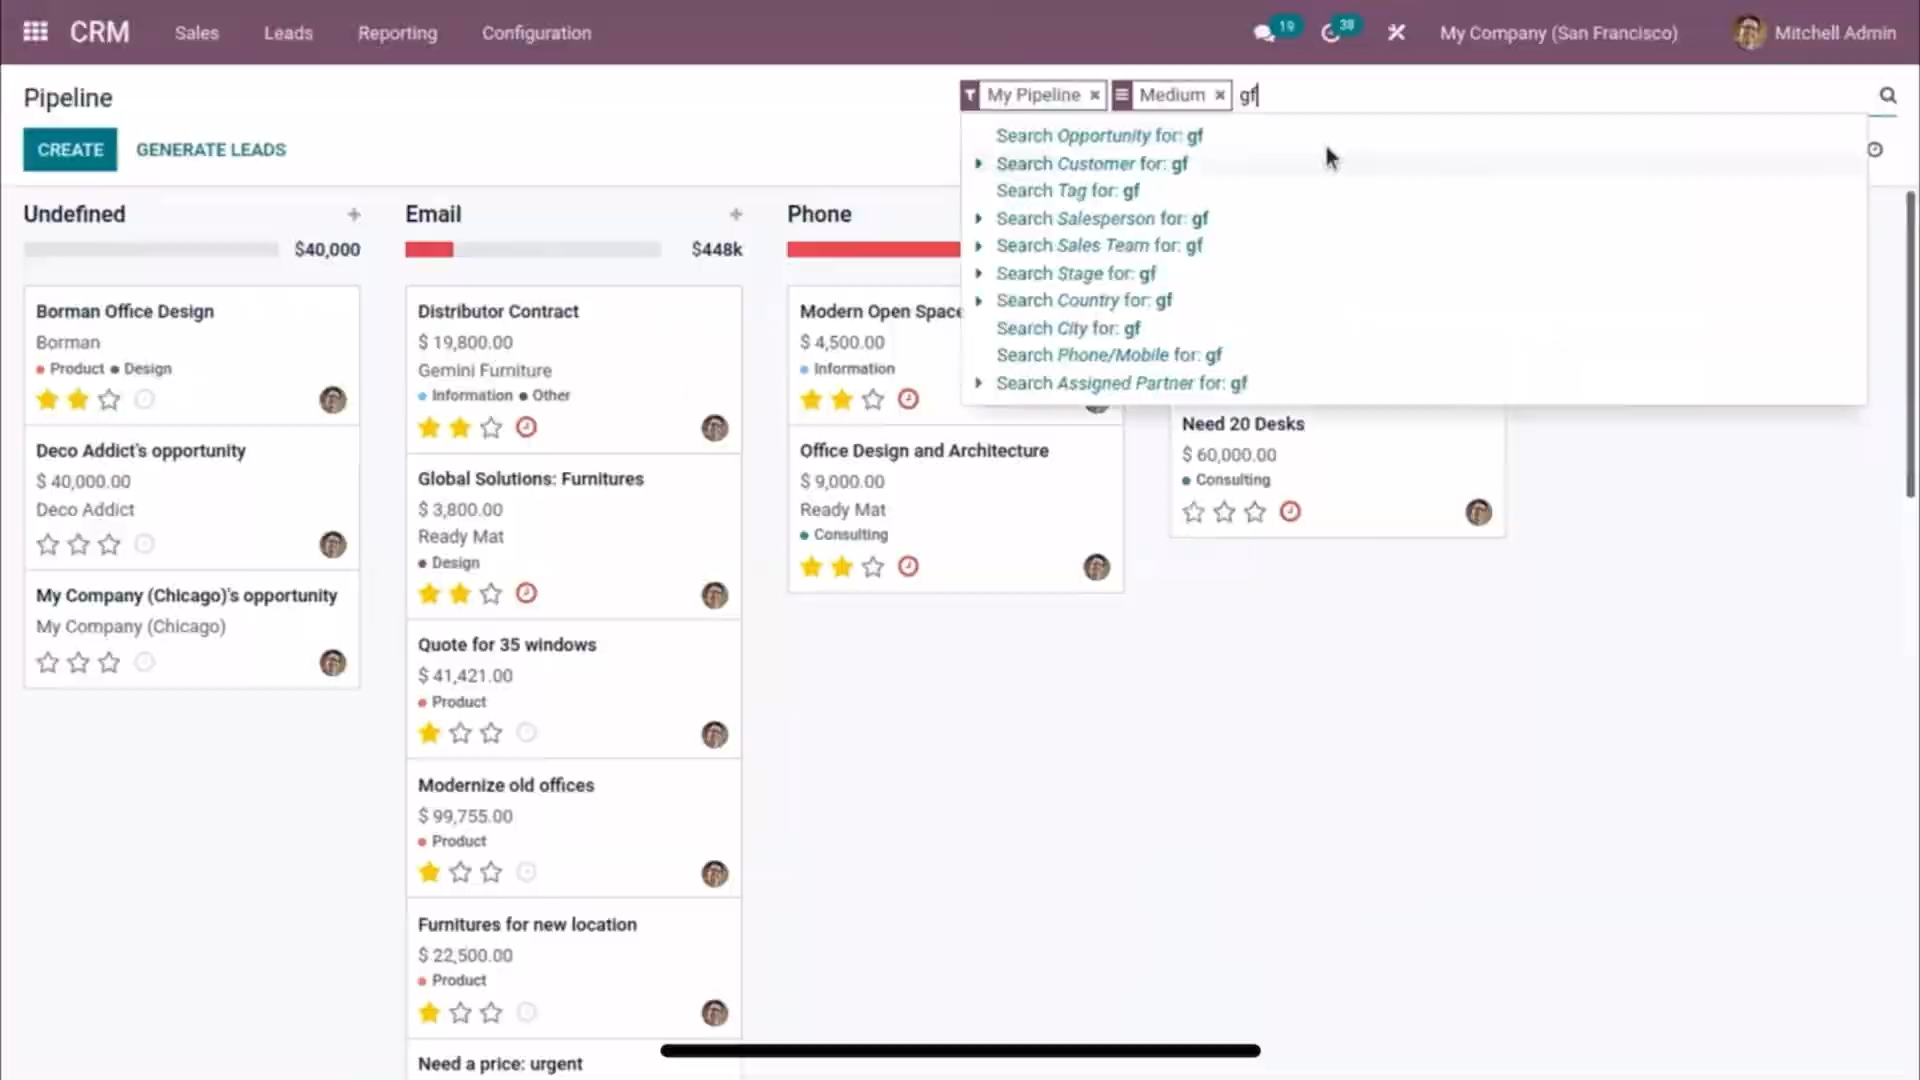 CRM Sales Leads Reporting Configuration 19 38 My Company (San Francisco) Mitchell Admin
Pipeline
My Pipeline × Medium × gf
CREATE GENERATE LEADS
Search Opportunity for: gf
Search Customer for: gf
Search Tag for: gf
Search Salesperson for: gf
Search Sales Team for: gf
Search Stage for: gf
Search Country for: gf
Search City for: gf
Search Phone/Mobile for: gf
Search Assigned Partner for: gf
Undefined +
$40,000
Borman Office Design
Borman
Product Design
Deco Addict's opportunity
$ 40,000.00
Deco Addict
My Company (Chicago)'s opportunity
My Company (Chicago)
Email +
$448k
Distributor Contract
$ 19,800.00
Gemini Furniture
Information Other
Global Solutions: Furnitures
$ 3,800.00
Ready Mat
Design
Quote for 35 windows
$ 41,421.00
Product
Modernize old offices
$ 99,755.00
Product
Furnitures for new location
$ 22,500.00
Product
Need a price: urgent
Phone
Modern Open Space
$ 4,500.00
Information
Office Design and Architecture
$ 9,000.00
Ready Mat
Consulting
Need 20 Desks
$ 60,000.00
Consulting